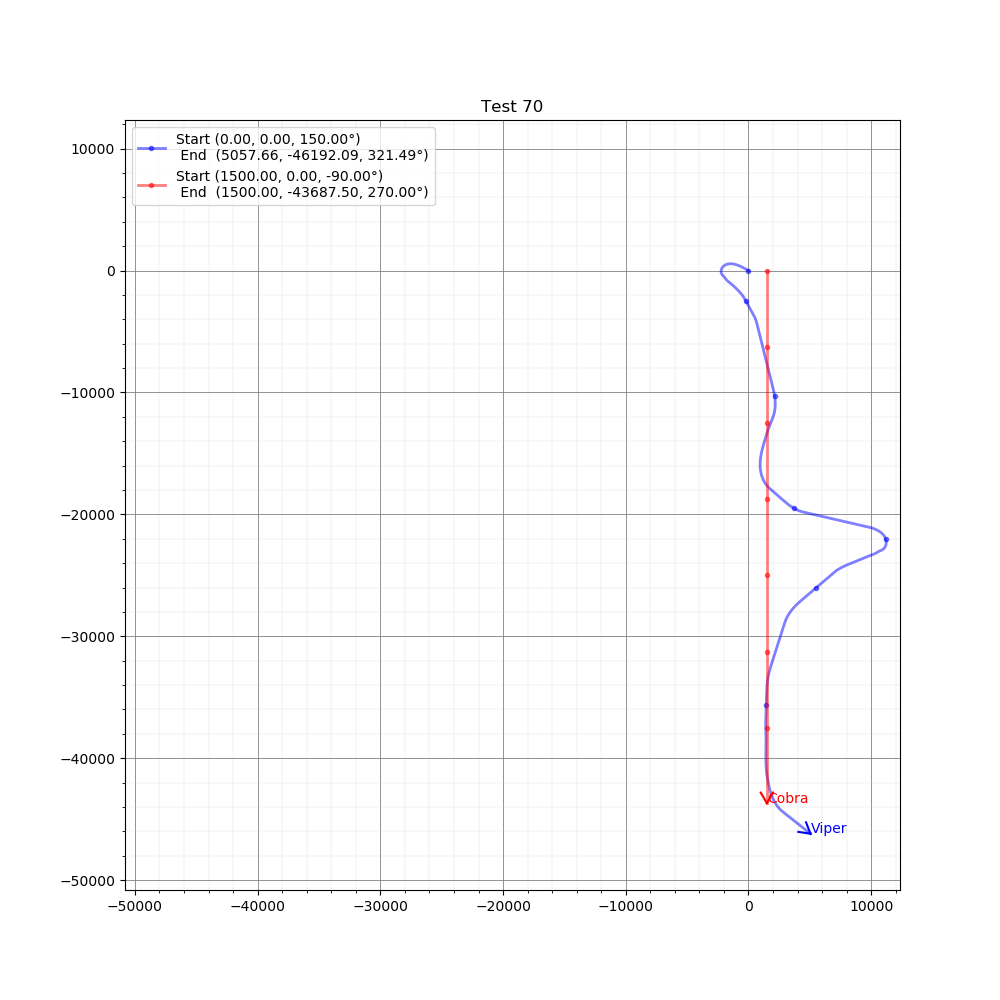 Test 70
Start (0.00, 0.00, 150.00°)
End (5057.66, -46192.09, 321.49°)
Start (1500.00, 0.00, -90.00°)
End (1500.00, -43687.50, 270.00°)
10000
0
−10000
−20000
−30000
−40000
−50000
Cobra
Viper
−50000 −40000 −30000 −20000 −10000 0 10000